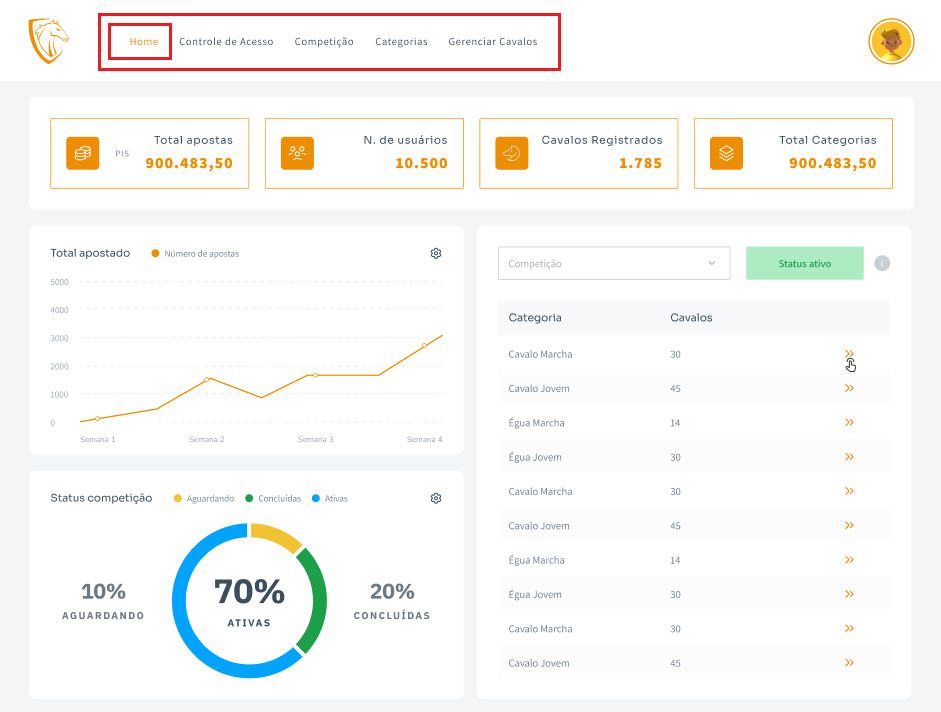 Home Controle de Acesso Competição Categorias Gerenciar Cavalos
PIS Total apostas
900.483,50
N. de usuários
10.500
Cavalos Registrados
1.785
Total Categorias
900.483,50
Total apostado Número de apostas
5000
4000
3000
2000
1000
0
Semana 1 Semana 2 Semana 3 Semana 4
Status competição Aguardando Concluídas Ativas
10%
AGUARDANDO
70%
ATIVAS
20%
CONCLUÍDAS
Competição Status ativo i
Categoria Cavalos
Cavalo Marcha 30
Cavalo Jovem 45
Égua Marcha 14
Égua Jovem 30
Cavalo Marcha 30
Cavalo Jovem 45
Égua Marcha 14
Égua Jovem 30
Cavalo Marcha 30
Cavalo Jovem 45